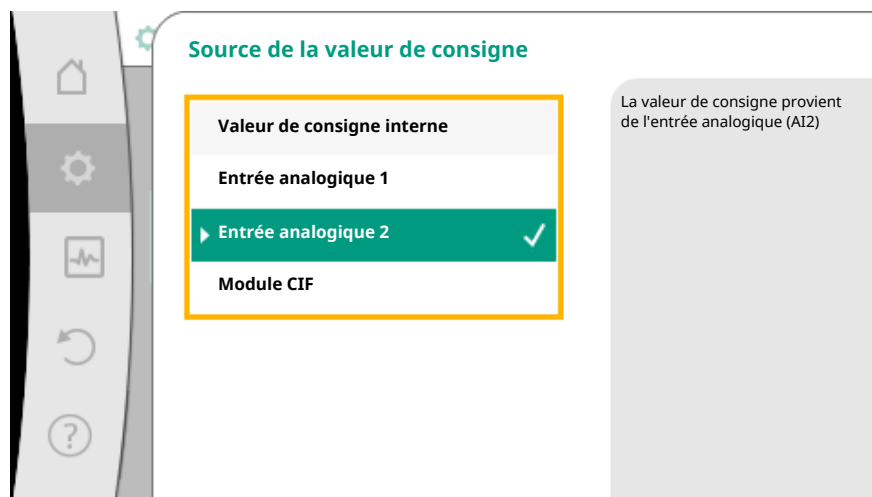 Source de la valeur de consigne
Valeur de consigne interne
Entrée analogique 1
Entrée analogique 2
Module CIF
La valeur de consigne provient
de l'entrée analogique (AI2)
?